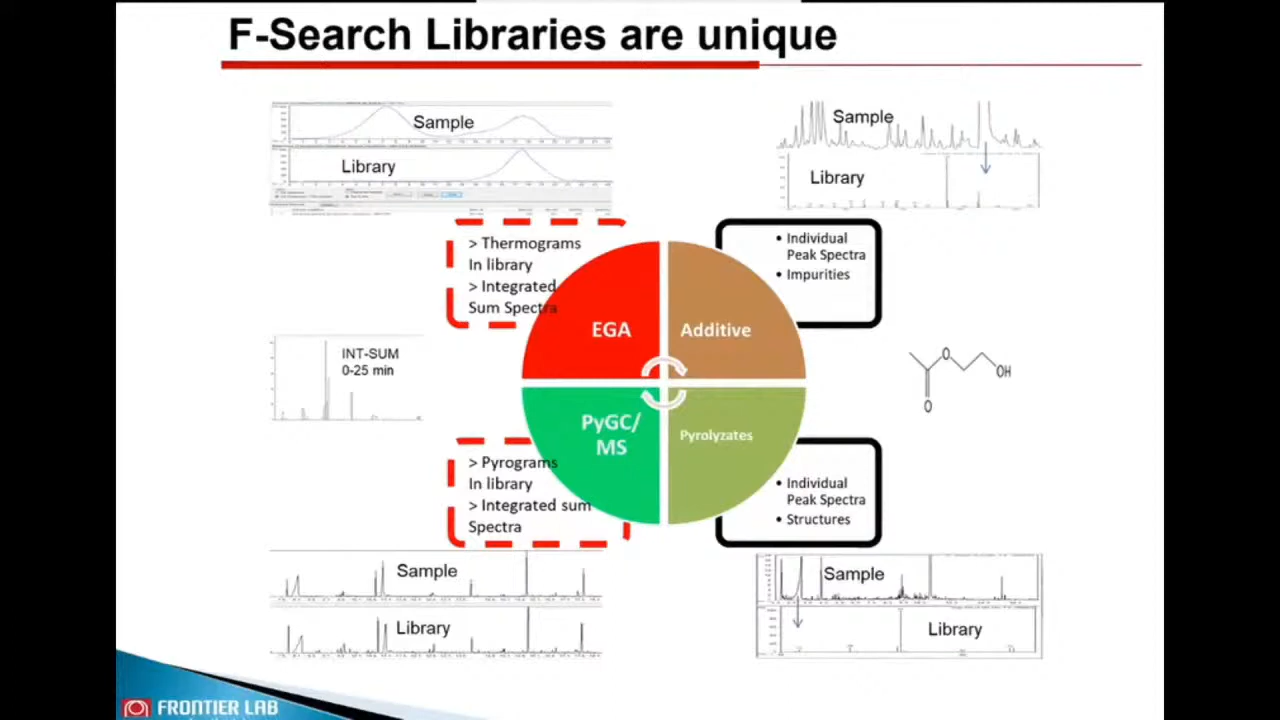 F-Search Libraries are unique
Sample
Library
Sample
Library
> Thermograms
In library
> Integrated
Sum Spectra
• Individual
Peak Spectra
• Impurities
EGA
Additive
INT-SUM
0-25 min
O
OH
O
PyGC/
MS
Pyrolyzates
> Pyrograms
In library
> Integrated sum
Spectra
• Individual
Peak Spectra
• Structures
Sample
Library
Sample
Library
FRONTIER LAB